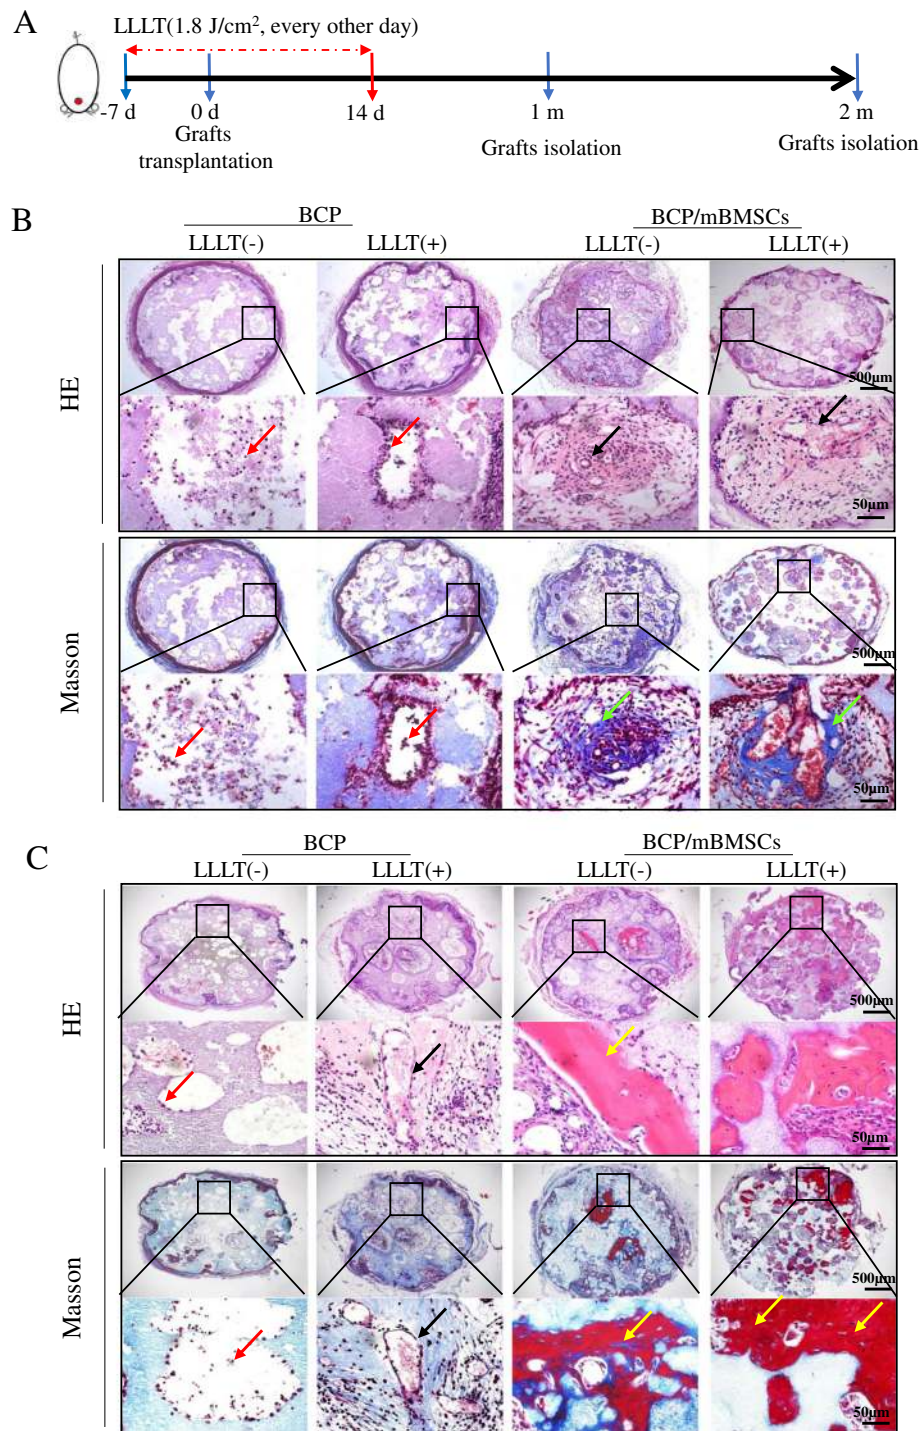 A
LLLT(1.8 J/cm², every other day)
-7 d
0 d
14 d
1 m
2 m
Grafts
transplantation
Grafts isolation
Grafts isolation
B
BCP
BCP/mBMSCs
LLLT(-)
LLLT(+)
LLLT(-)
LLLT(+)
HE
500μm
50μm
Masson
500μm
50μm
C
BCP
BCP/mBMSCs
LLLT(-)
LLLT(+)
LLLT(-)
LLLT(+)
HE
500μm
50μm
Masson
500μm
50μm